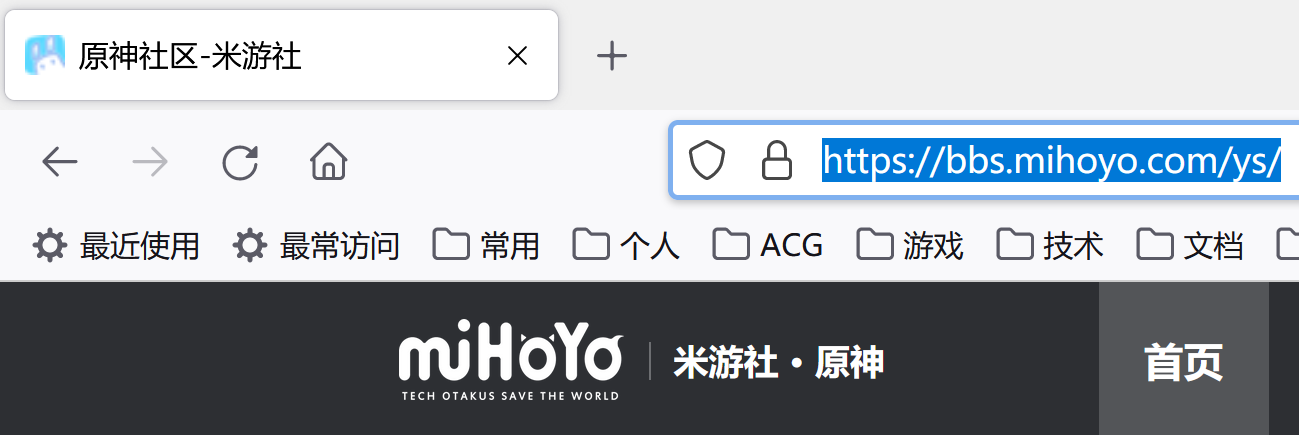 原神社区-米游社
https://bbs.mihoyo.com/ys/
最近使用 最常访问 常用 个人 ACG 游戏 技术 文档
miHoYo 米游社·原神 首页
TECH OTAKUS SAVE THE WORLD